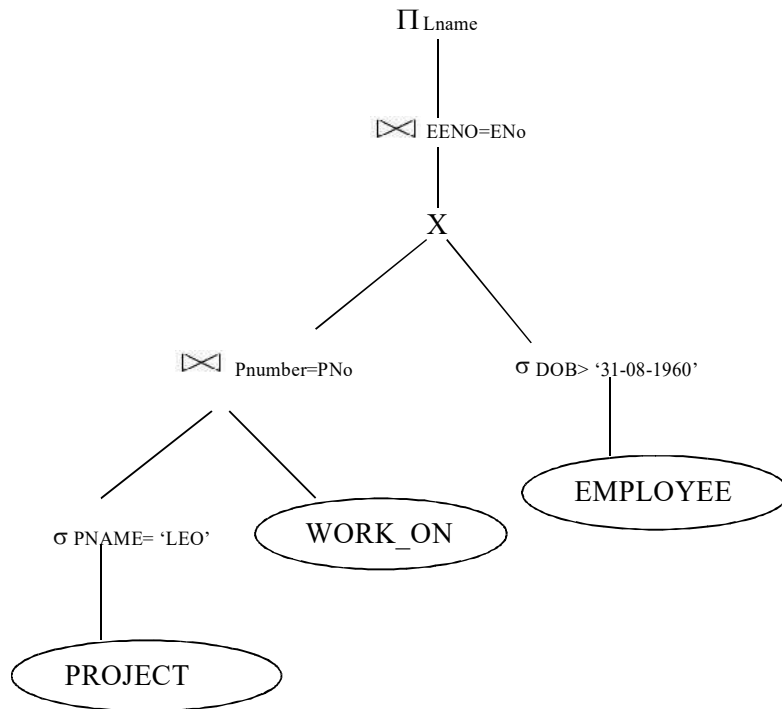 Π Lname
⋈ EENO=ENo
X
⋈ Pnumber=PNo
σ DOB> ‘31-08-1960’
EMPLOYEE
σ PNAME= ‘LEO’
WORK_ON
PROJECT